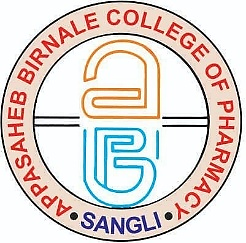 APPASAHEB BIRNALE COLLEGE OF PHARMACY
a
B
• SANGLI •